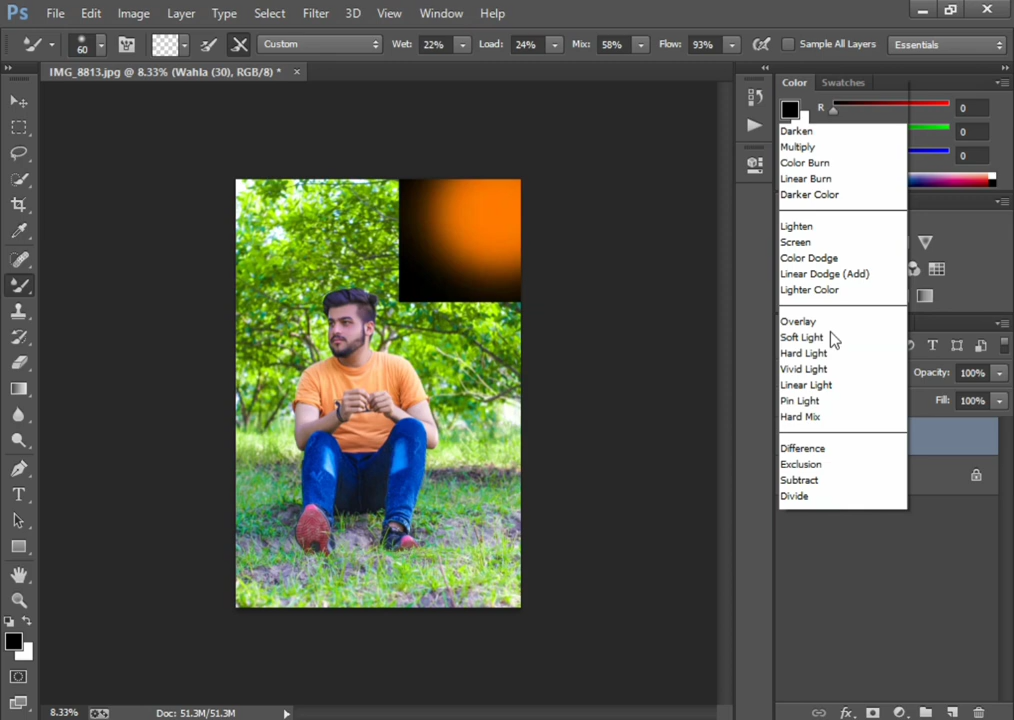 Ps File Edit Image Layer Type Select Filter 3D View Window Help
60 Custom Wet: 22% Load: 24% Mix: 58% Flow: 93% Sample All Layers Essentials
IMG_8813.jpg @ 8.33% (Wahla (30), RGB/8) * ×
Color Swatches
R 0
0
0
Darken
Multiply
Color Burn
Linear Burn
Darker Color
Lighten
Screen
Color Dodge
Linear Dodge (Add)
Lighter Color
Overlay
Soft Light
Hard Light
Vivid Light
Linear Light
Pin Light
Hard Mix
Difference
Exclusion
Subtract
Divide
Opacity: 100%
Fill: 100%
8.33% Doc: 51.3M/51.3M